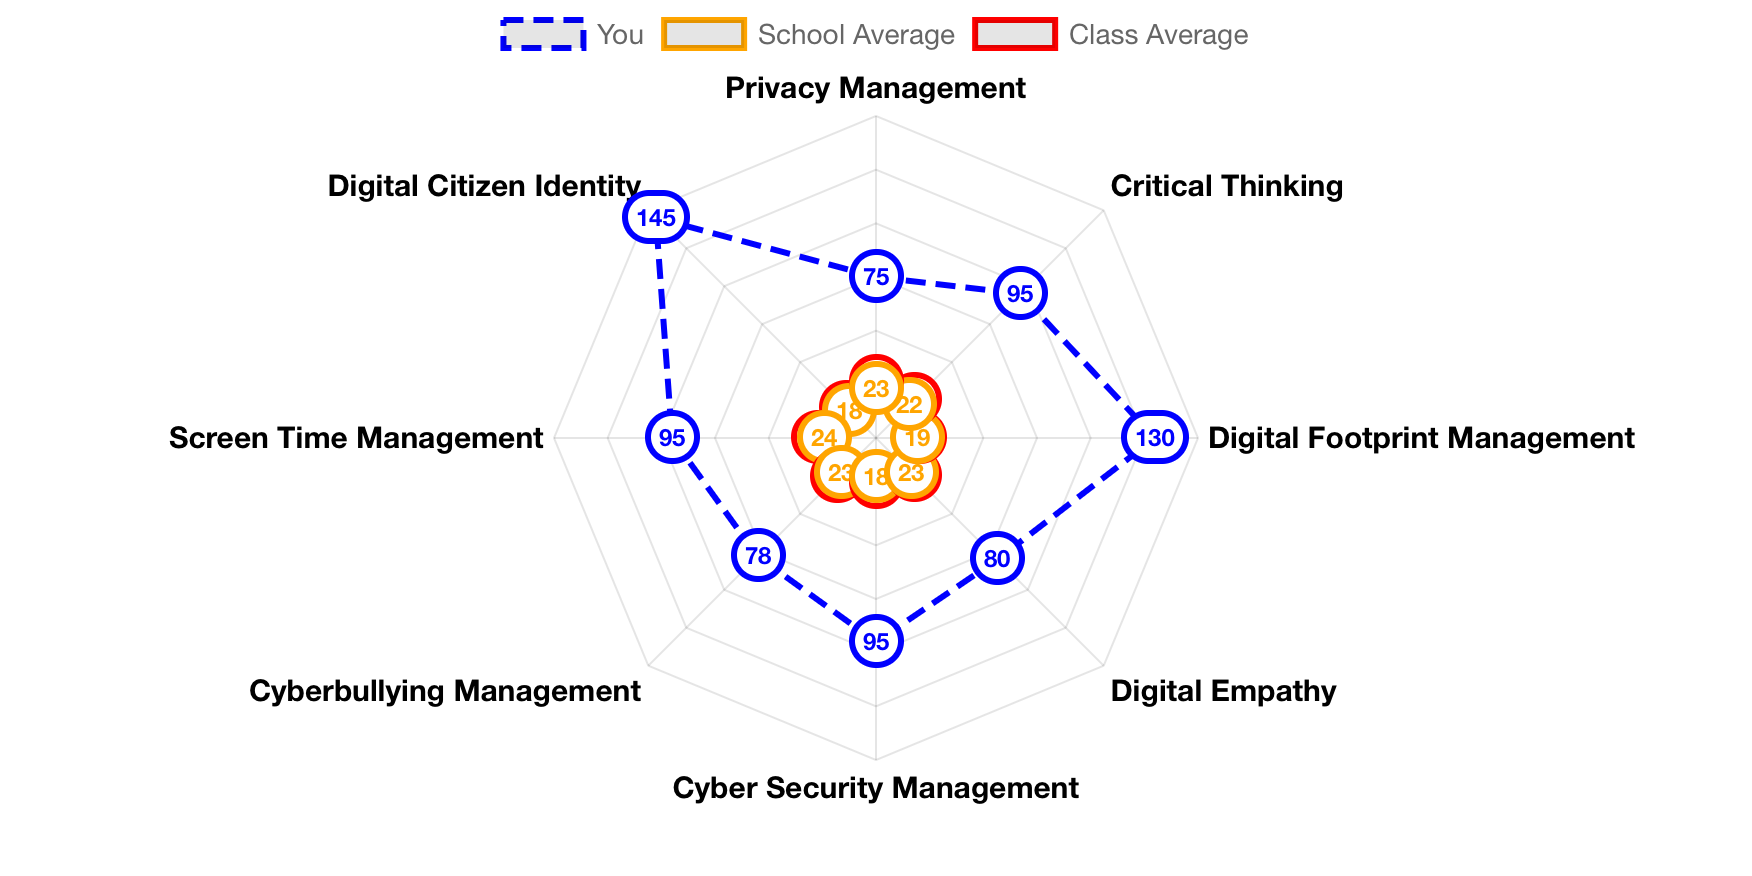 You School Average Class Average
Privacy Management
Digital Citizen Identity
Critical Thinking
145
75
95
23
18
22
Screen Time Management
95
24
19
130
Digital Footprint Management
23
18
23
78
80
95
Cyberbullying Management
Digital Empathy
Cyber Security Management